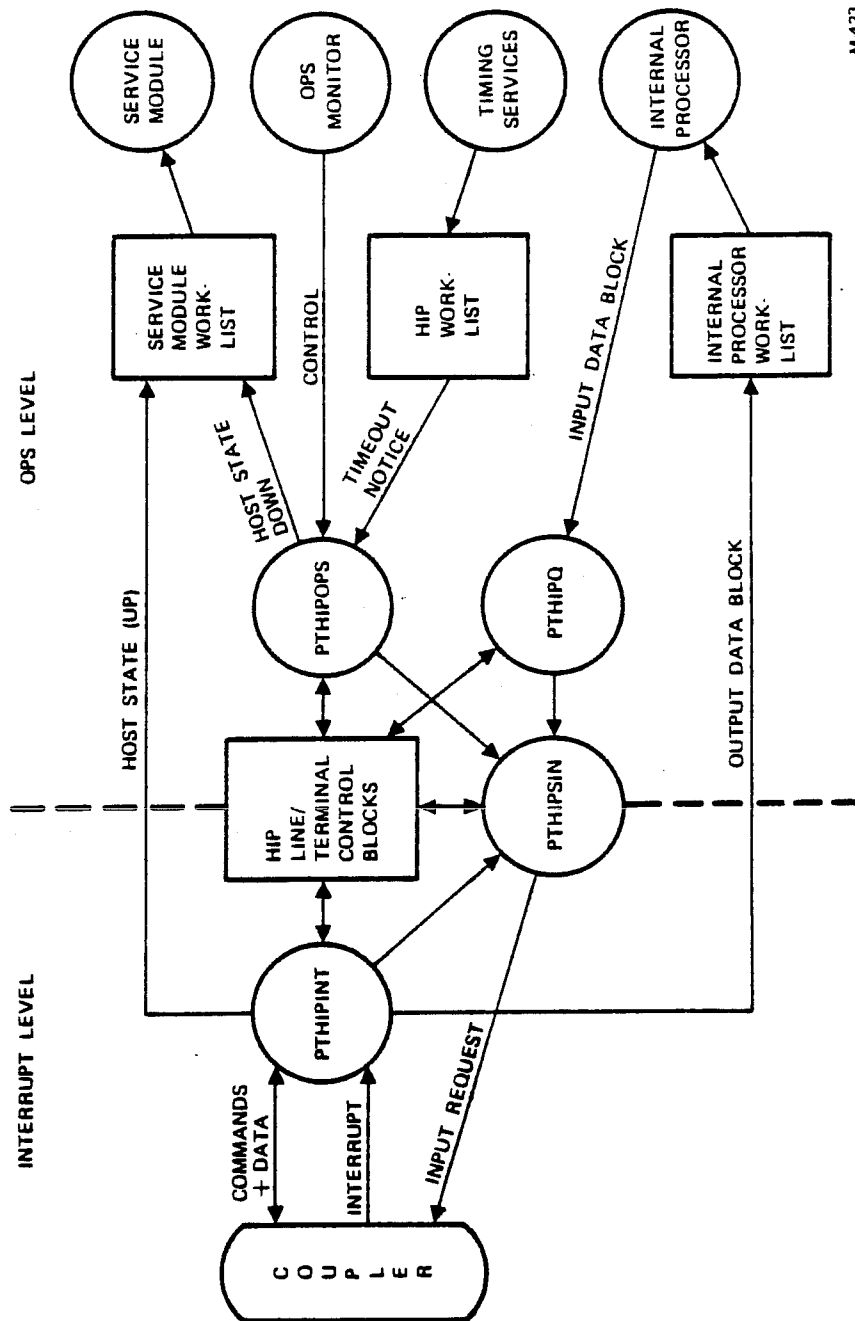 INTERRUPT LEVEL
OPS LEVEL
C
O
U
P
L
E
R
COMMANDS
+ DATA
INTERRUPT
INPUT REQUEST
PTHIPINT
HOST STATE (UP)
HIP
LINE/
TERMINAL
CONTROL
BLOCKS
PTHIPSIN
PTHIPOPS
PTHIPQ
HOST STATE
DOWN
CONTROL
TIMEOUT
NOTICE
INPUT DATA BLOCK
OUTPUT DATA BLOCK
SERVICE
MODULE
WORK-
LIST
HIP
WORK-
LIST
INTERNAL
PROCESSOR
WORK-
LIST
SERVICE
MODULE
OPS
MONITOR
TIMING
SERVICES
INTERNAL
PROCESSOR